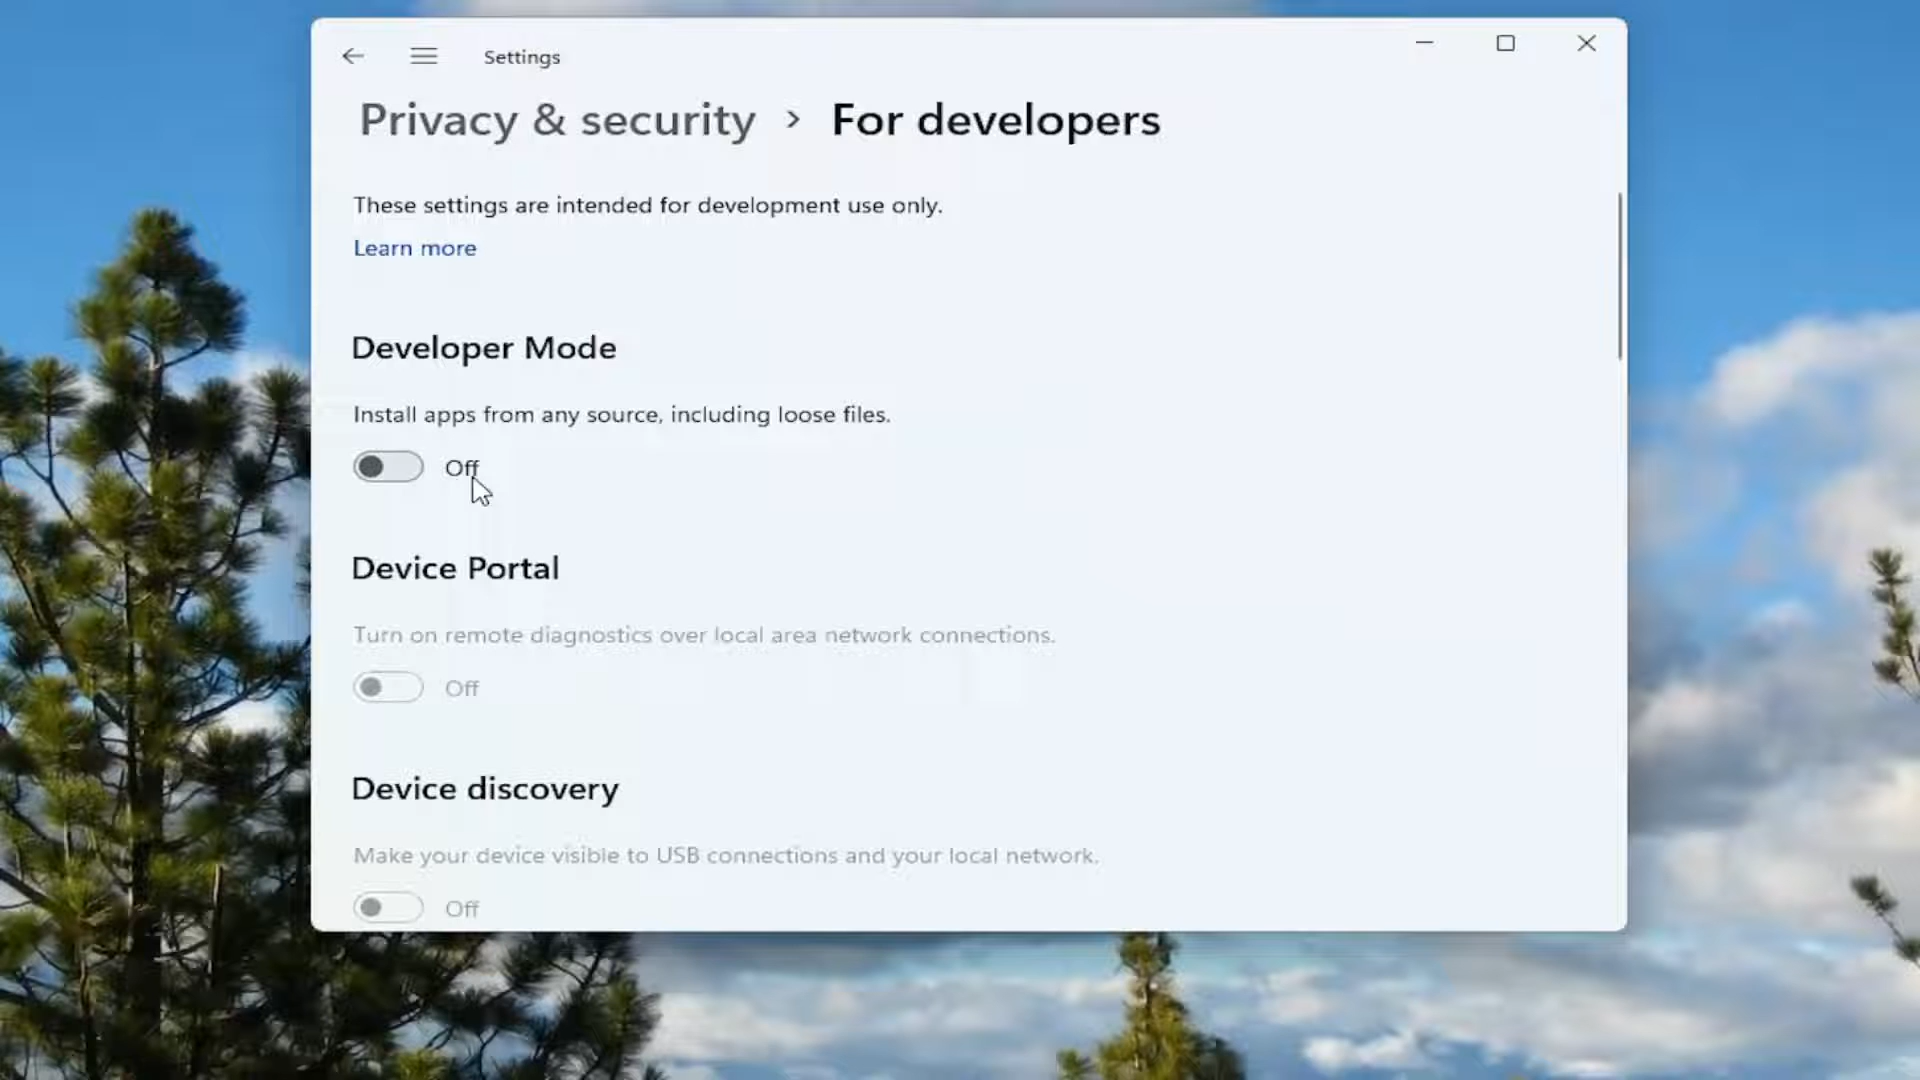 Settings
Privacy & security > For developers
These settings are intended for development use only.
Learn more
Developer Mode
Install apps from any source, including loose files.
Off
Device Portal
Turn on remote diagnostics over local area network connections.
Off
Device discovery
Make your device visible to USB connections and your local network.
Off